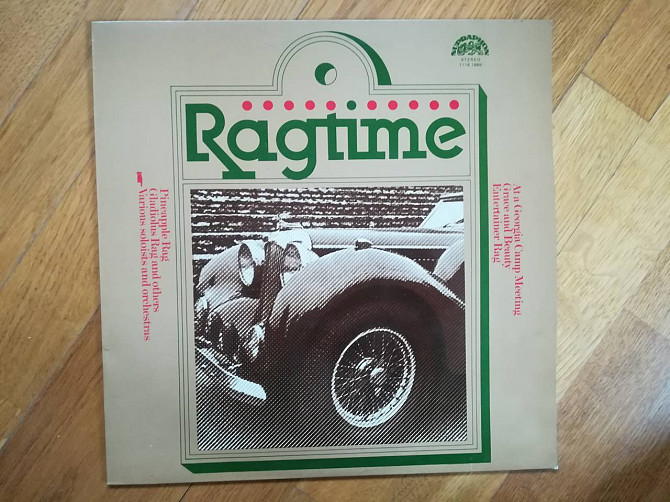 SUPRAPHON
STEREO
Ragtime
At a Georgia Camp Meeting
Grace and Beauty
Entertainer Rag
Pineapple Rag
Gladiolus Rag and others
Various soloists and orchestras